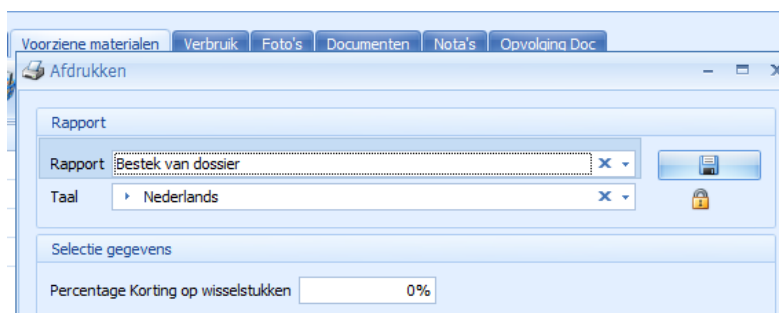 Voorziene materialen Verbruik Foto's Documenten Nota's Opvolging Doc
Afdrukken
Rapport
Rapport Bestek van dossier
Taal Nederlands
Selectie gegevens
Percentage Korting op wisselstukken 0%